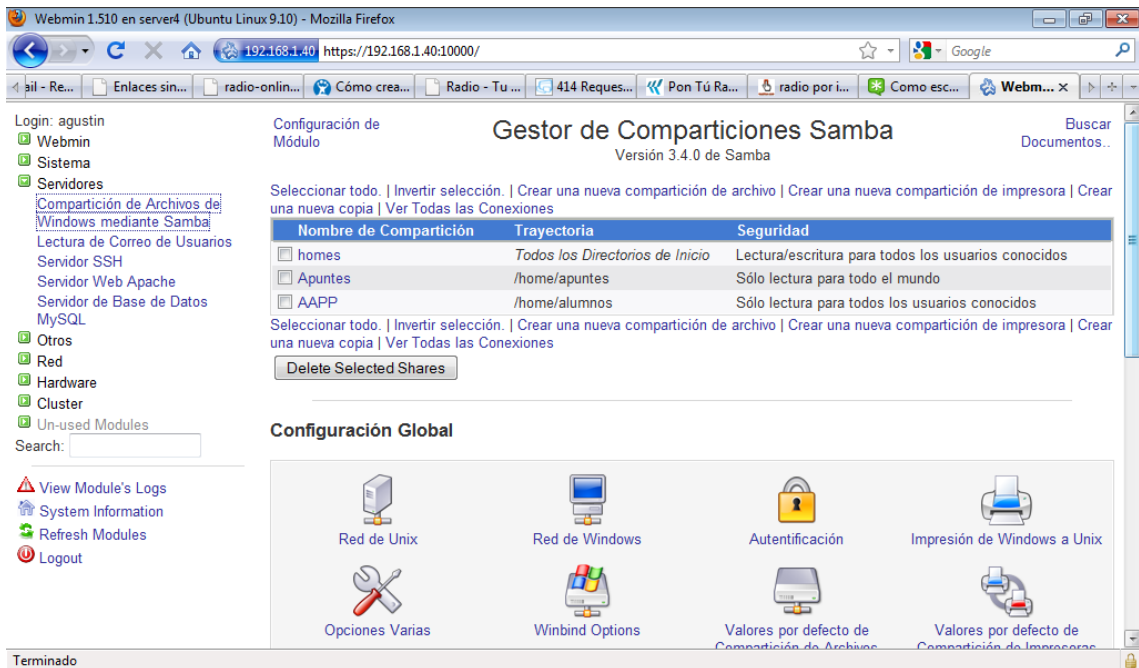 Webmin 1.510 en server4 (Ubuntu Linux 9.10) - Mozilla Firefox
192.168.1.40 https://192.168.1.40:10000/
Google
ail - Re...
Enlaces sin...
radio-onlin...
Cómo crea...
Radio - Tu ...
414 Reques...
Pon Tú Ra...
radio por i...
Como esc...
Webm...
Login: agustin
Webmin
Sistema
Servidores
Compartición de Archivos de
Windows mediante Samba
Lectura de Correo de Usuarios
Servidor SSH
Servidor Web Apache
Servidor de Base de Datos
MySQL
Otros
Red
Hardware
Cluster
Un-used Modules
Search:
View Module's Logs
System Information
Refresh Modules
Logout
Configuración de
Módulo
Gestor de Comparticiones Samba
Versión 3.4.0 de Samba
Buscar
Documentos..
Seleccionar todo. | Invertir selección. | Crear una nueva compartición de archivo | Crear una nueva compartición de impresora | Crear
una nueva copia | Ver Todas las Conexiones
Nombre de Compartición Trayectoria Seguridad
homes Todos los Directorios de Inicio Lectura/escritura para todos los usuarios conocidos
Apuntes /home/apuntes Sólo lectura para todo el mundo
AAPP /home/alumnos Sólo lectura para todos los usuarios conocidos
Seleccionar todo. | Invertir selección. | Crear una nueva compartición de archivo | Crear una nueva compartición de impresora | Crear
una nueva copia | Ver Todas las Conexiones
Delete Selected Shares
Configuración Global
Red de Unix
Red de Windows
Autentificación
Impresión de Windows a Unix
Opciones Varias
Winbind Options
Valores por defecto de
Compartición de Archivos
Valores por defecto de
Compartición de Impresoras
Terminado